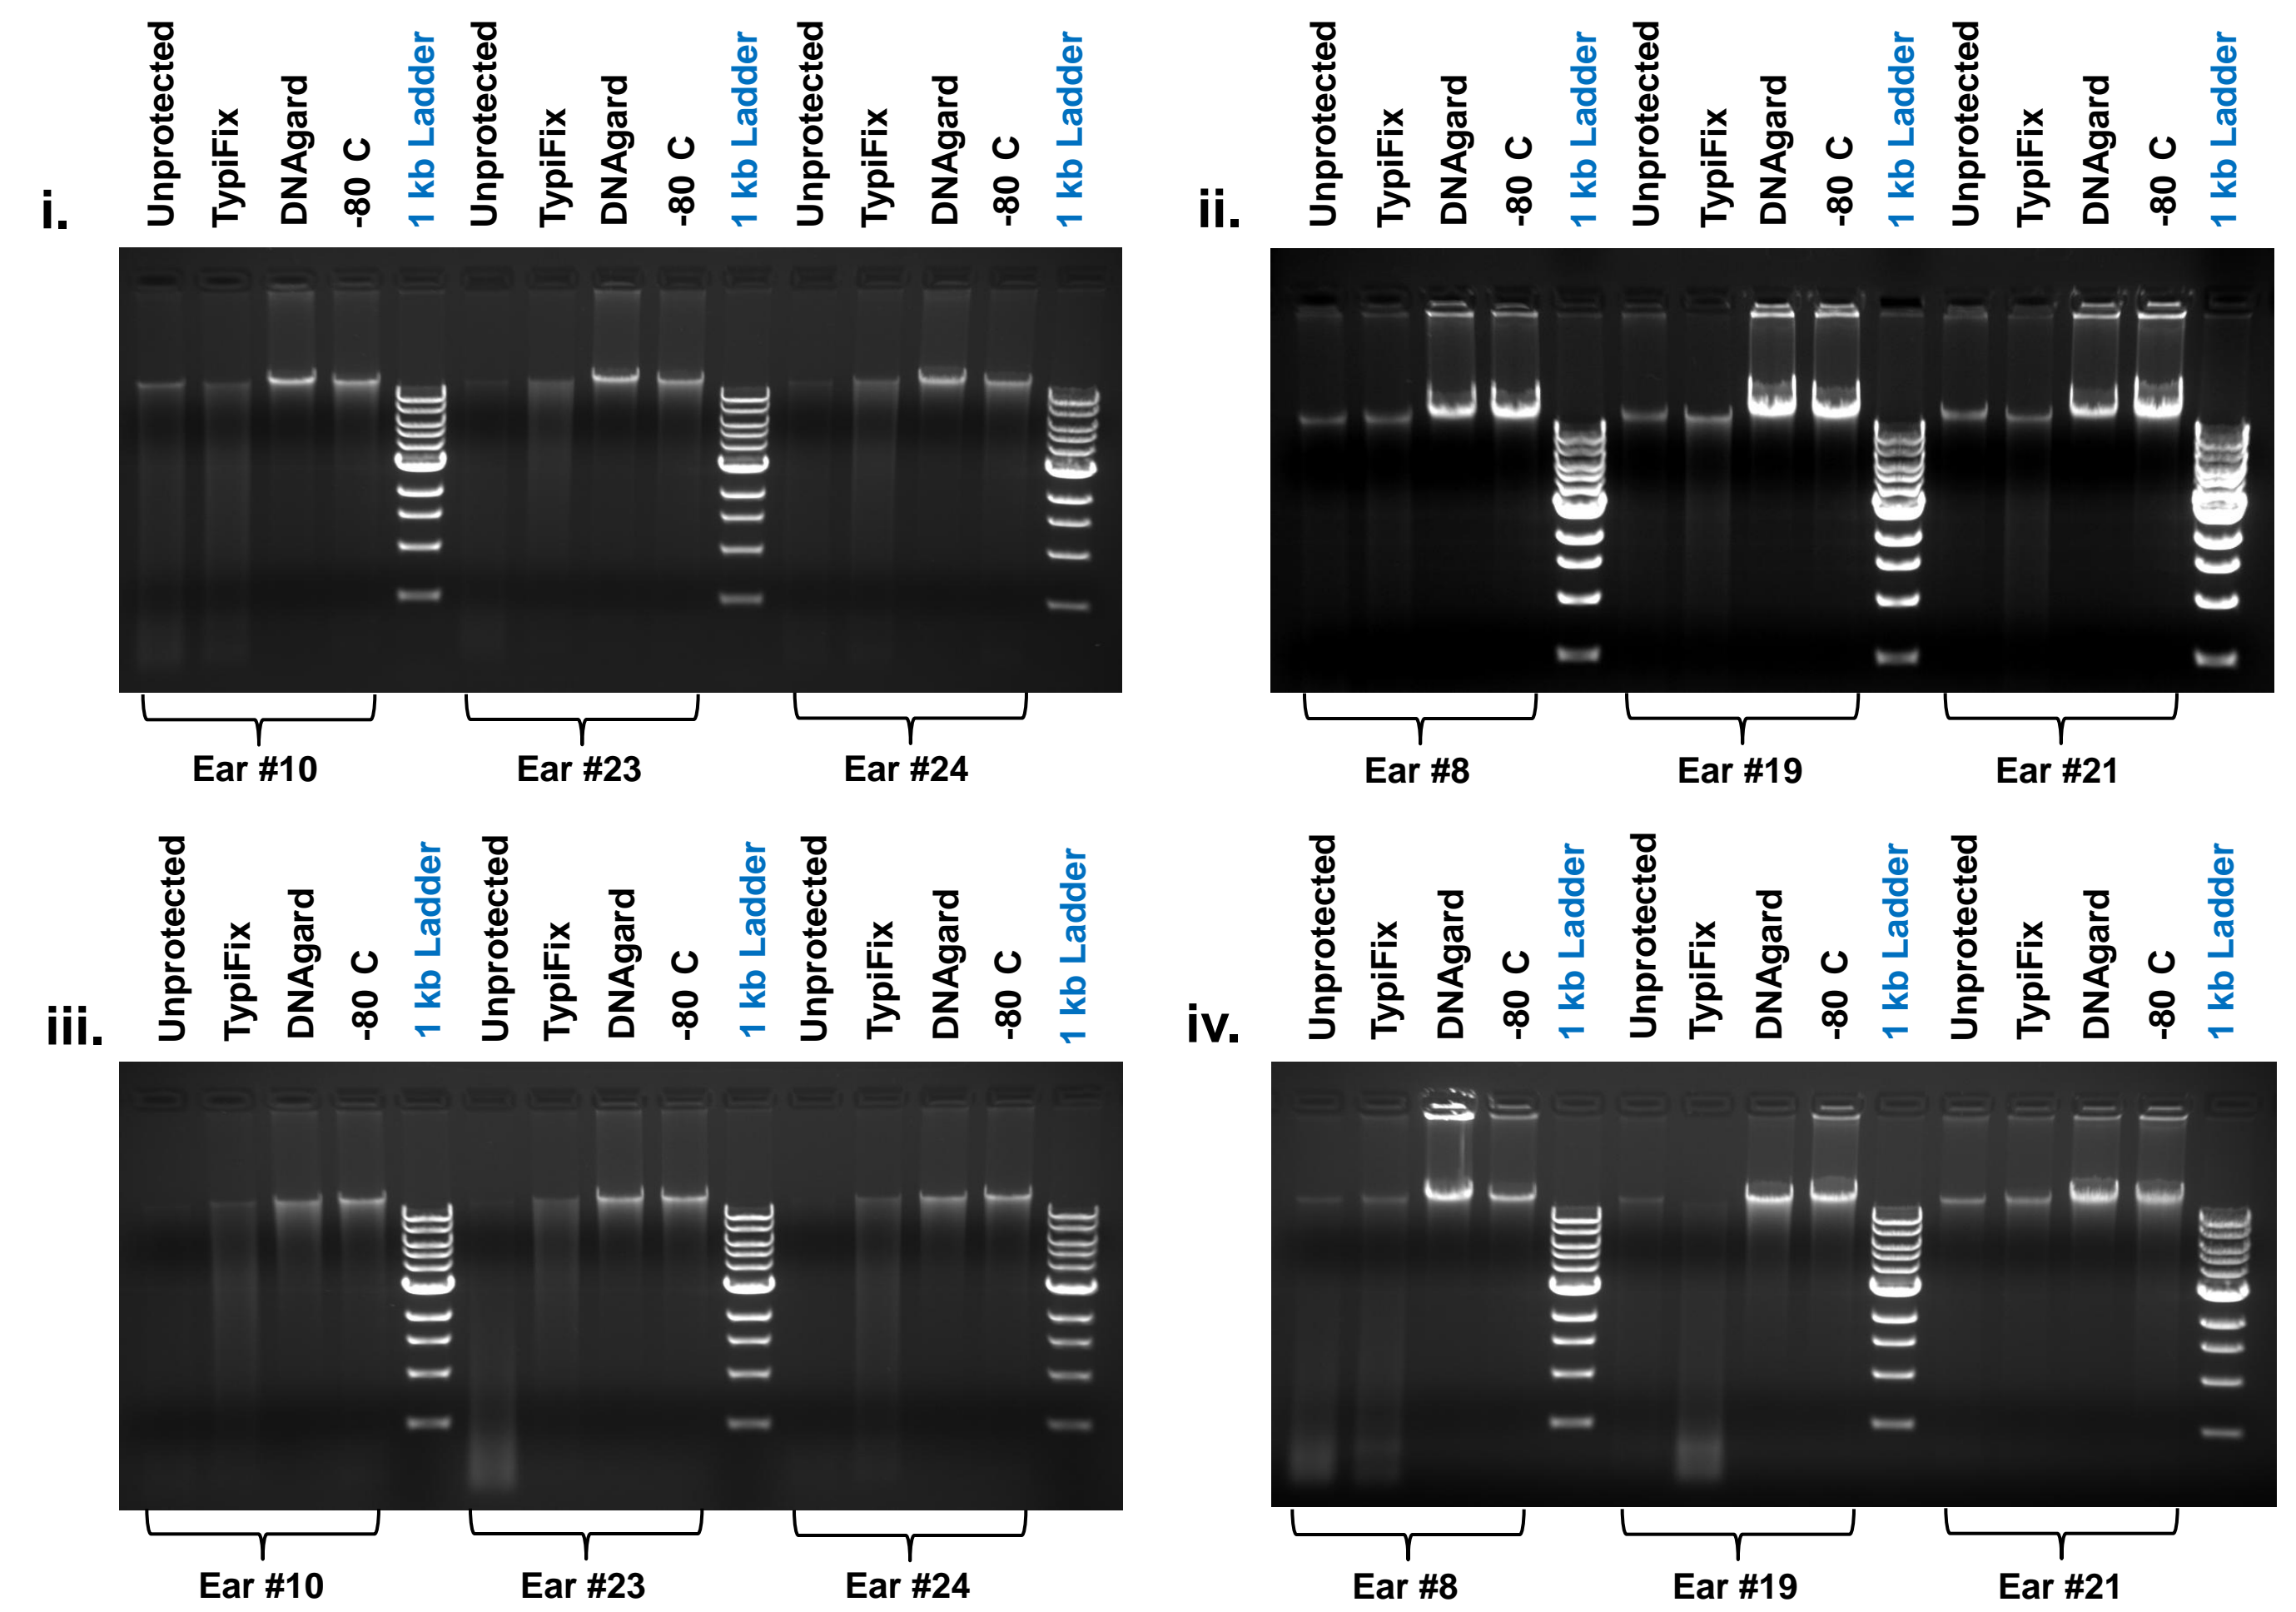 i.
Unprotected
TypiFix
DNAgard
-80 C
1 kb Ladder
Unprotected
TypiFix
DNAgard
-80 C
1 kb Ladder
Unprotected
TypiFix
DNAgard
-80 C
1 kb Ladder
Ear #10
Ear #23
Ear #24
ii.
Unprotected
TypiFix
DNAgard
-80 C
1 kb Ladder
Unprotected
TypiFix
DNAgard
-80 C
1 kb Ladder
Unprotected
TypiFix
DNAgard
-80 C
1 kb Ladder
Ear #8
Ear #19
Ear #21
iii.
Unprotected
TypiFix
DNAgard
-80 C
1 kb Ladder
Unprotected
TypiFix
DNAgard
-80 C
1 kb Ladder
Unprotected
TypiFix
DNAgard
-80 C
1 kb Ladder
Ear #10
Ear #23
Ear #24
iv.
Unprotected
TypiFix
DNAgard
-80 C
1 kb Ladder
Unprotected
TypiFix
DNAgard
-80 C
1 kb Ladder
Unprotected
TypiFix
DNAgard
-80 C
1 kb Ladder
Ear #8
Ear #19
Ear #21